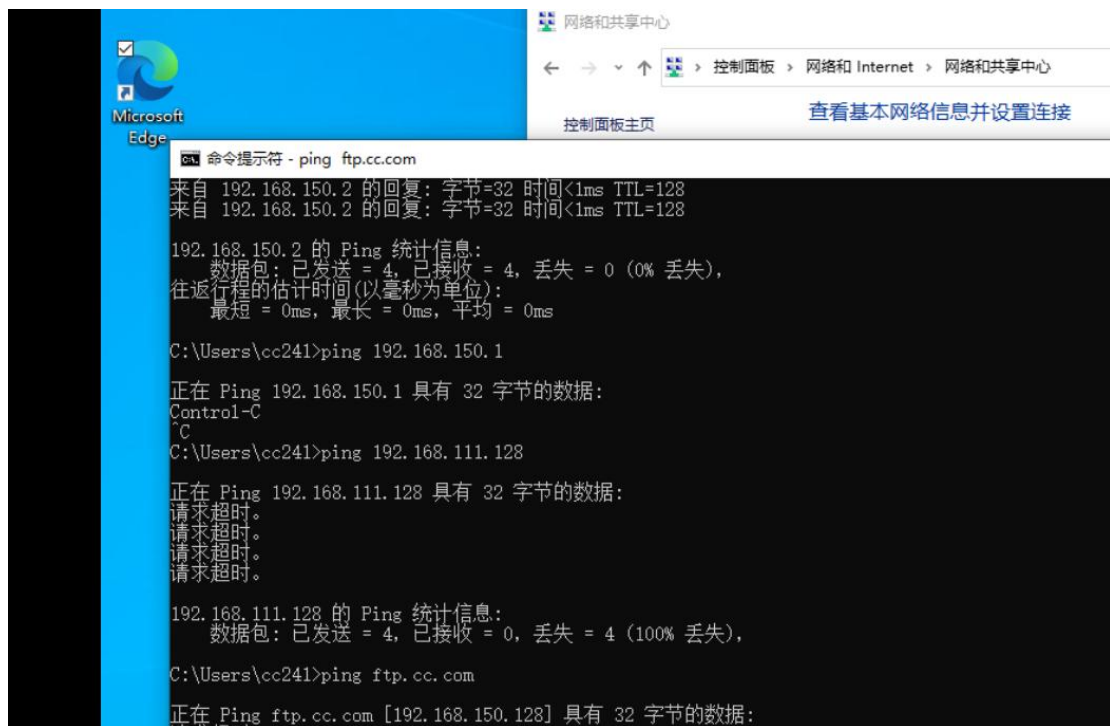 网络和共享中心
控制面板 › 网络和 Internet › 网络和共享中心
查看基本网络信息并设置连接
控制面板主页
Microsoft
Edge
命令提示符 - ping  ftp.cc.com
来自 192.168.150.2 的回复: 字节=32 时间<1ms TTL=128
来自 192.168.150.2 的回复: 字节=32 时间<1ms TTL=128
192.168.150.2 的 Ping 统计信息:
数据包: 已发送 = 4，已接收 = 4，丢失 = 0 (0% 丢失)，
往返行程的估计时间(以毫秒为单位):
最短 = 0ms，最长 = 0ms，平均 = 0ms
C:\Users\cc241>ping 192.168.150.1
正在 Ping 192.168.150.1 具有 32 字节的数据:
Control-C
^C
C:\Users\cc241>ping 192.168.111.128
正在 Ping 192.168.111.128 具有 32 字节的数据:
请求超时。
请求超时。
请求超时。
请求超时。
192.168.111.128 的 Ping 统计信息:
数据包: 已发送 = 4，已接收 = 0，丢失 = 4 (100% 丢失)，
C:\Users\cc241>ping ftp.cc.com
正在 Ping ftp.cc.com [192.168.150.128] 具有 32 字节的数据: